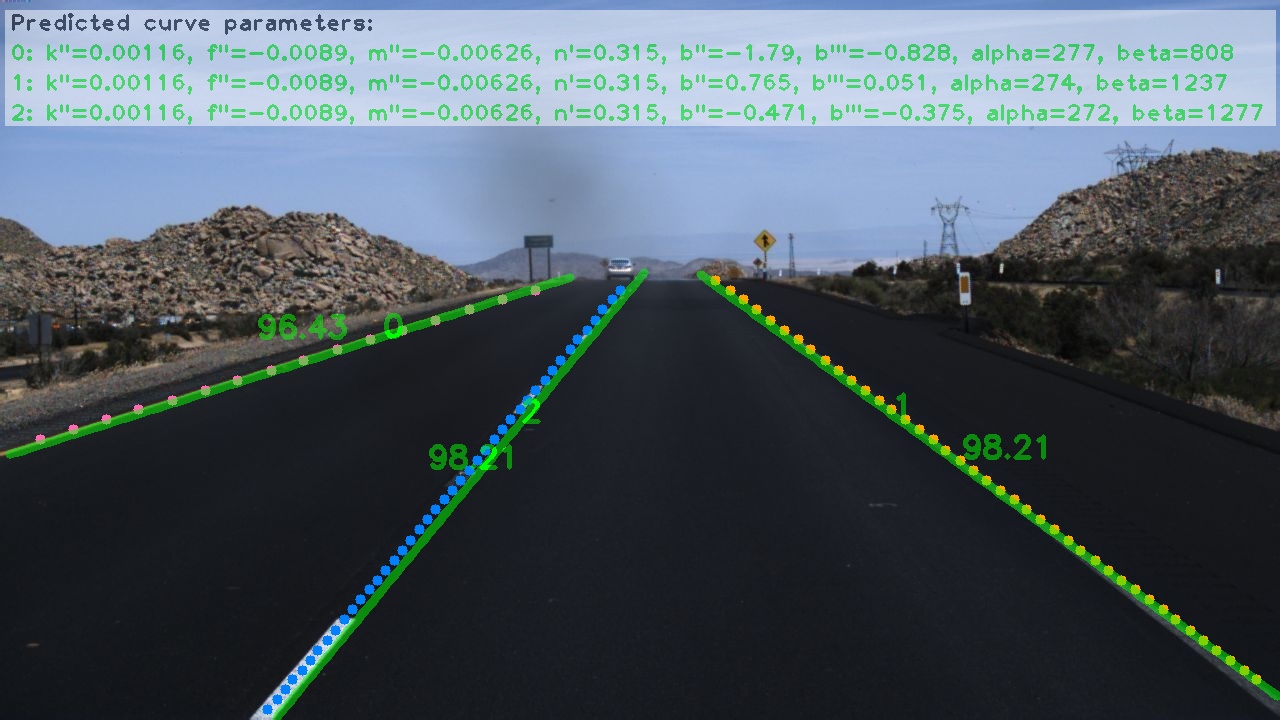 Predicted curve parameters:
0: k''=0.00116, f''=−0.0089, m''=−0.00626, n'=0.315, b''=−1.79, b'''=−0.828, alpha=277, beta=808
1: k''=0.00116, f''=−0.0089, m''=−0.00626, n'=0.315, b''=0.765, b'''=0.051, alpha=274, beta=1237
2: k''=0.00116, f''=−0.0089, m''=−0.00626, n'=0.315, b''=−0.471, b'''=−0.375, alpha=272, beta=1277
96.43 0
2
1
98.21
98.21